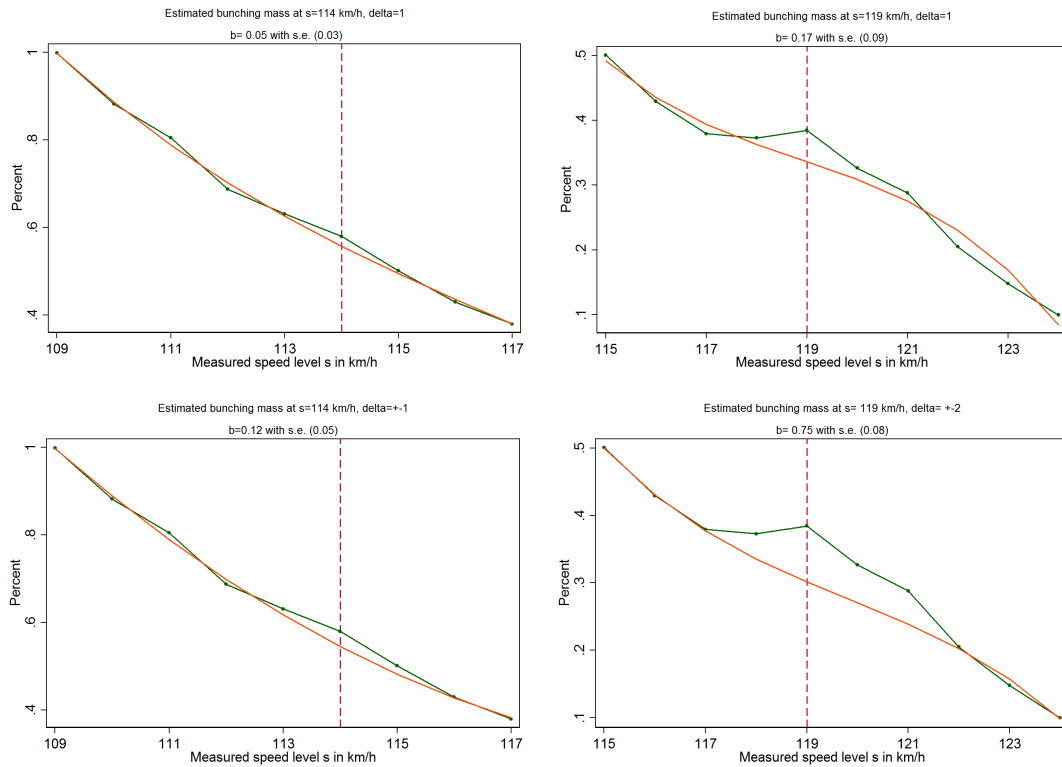 Estimated bunching mass at s=114 km/h, delta=1
b= 0.05 with s.e. (0.03)
1
.8
.6
.4
Percent
109 111 113 115 117
Measured speed level s in km/h
Estimated bunching mass at s=119 km/h, delta=1
b= 0.17 with s.e. (0.09)
.5
.4
.3
.2
.1
Percent
115 117 119 121 123
Measuresd speed level s in km/h
Estimated bunching mass at s=114 km/h, delta=+-1
b=0.12 with s.e. (0.05)
1
.8
.6
.4
Percent
109 111 113 115 117
Measured speed level s in km/h
Estimated bunching mass at s= 119 km/h, delta= +-2
b= 0.75 with s.e. (0.08)
.5
.4
.3
.2
.1
Percent
115 117 119 121 123
Measured speed level s in km/h